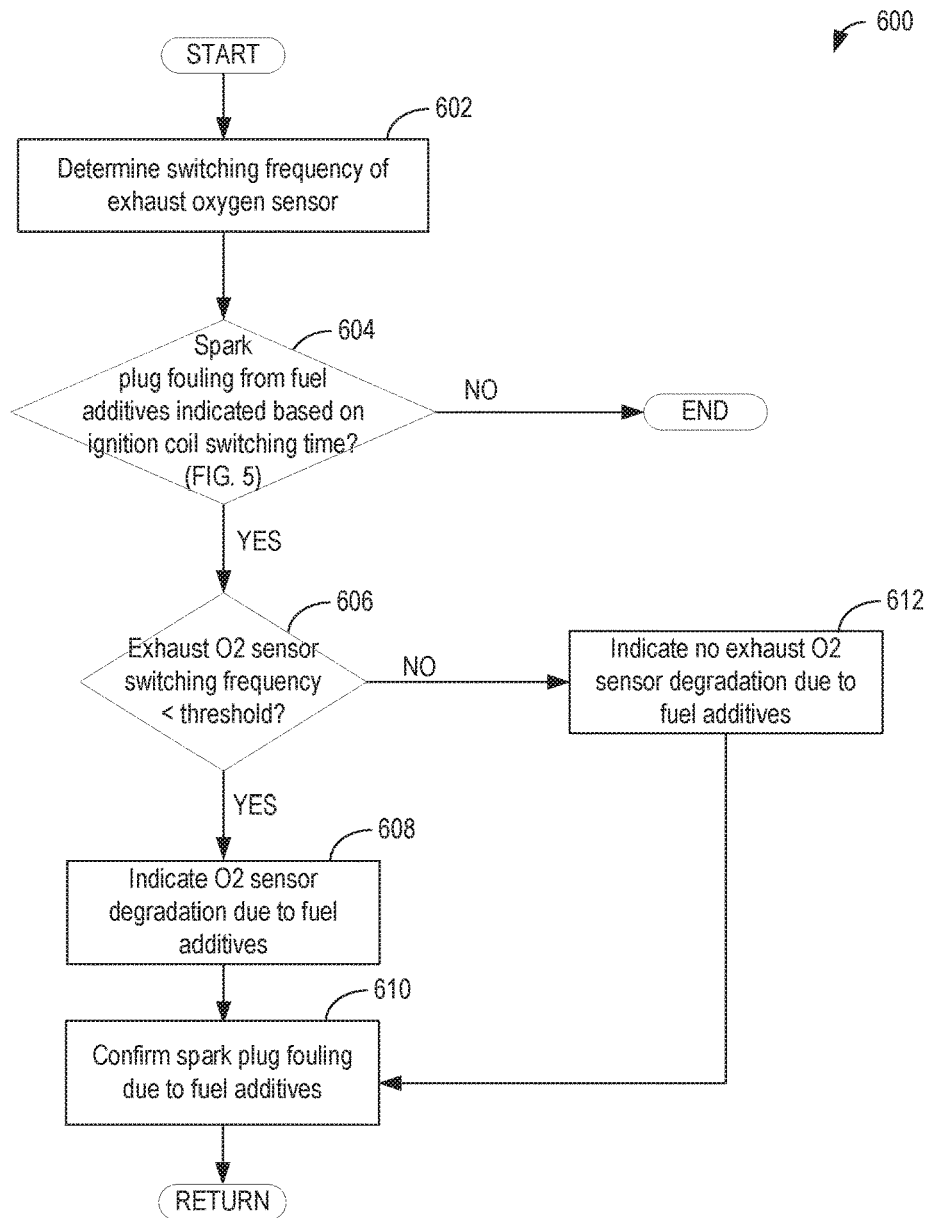 600
START
602
Determine switching frequency of
exhaust oxygen sensor
604
Spark
plug fouling from fuel
additives indicated based on
ignition coil switching time?
(FIG. 5)
NO
END
YES
606
Exhaust O2 sensor
switching frequency
< threshold?
NO
612
Indicate no exhaust O2
sensor degradation due to
fuel additives
YES
608
Indicate O2 sensor
degradation due to fuel
additives
610
Confirm spark plug fouling
due to fuel additives
RETURN